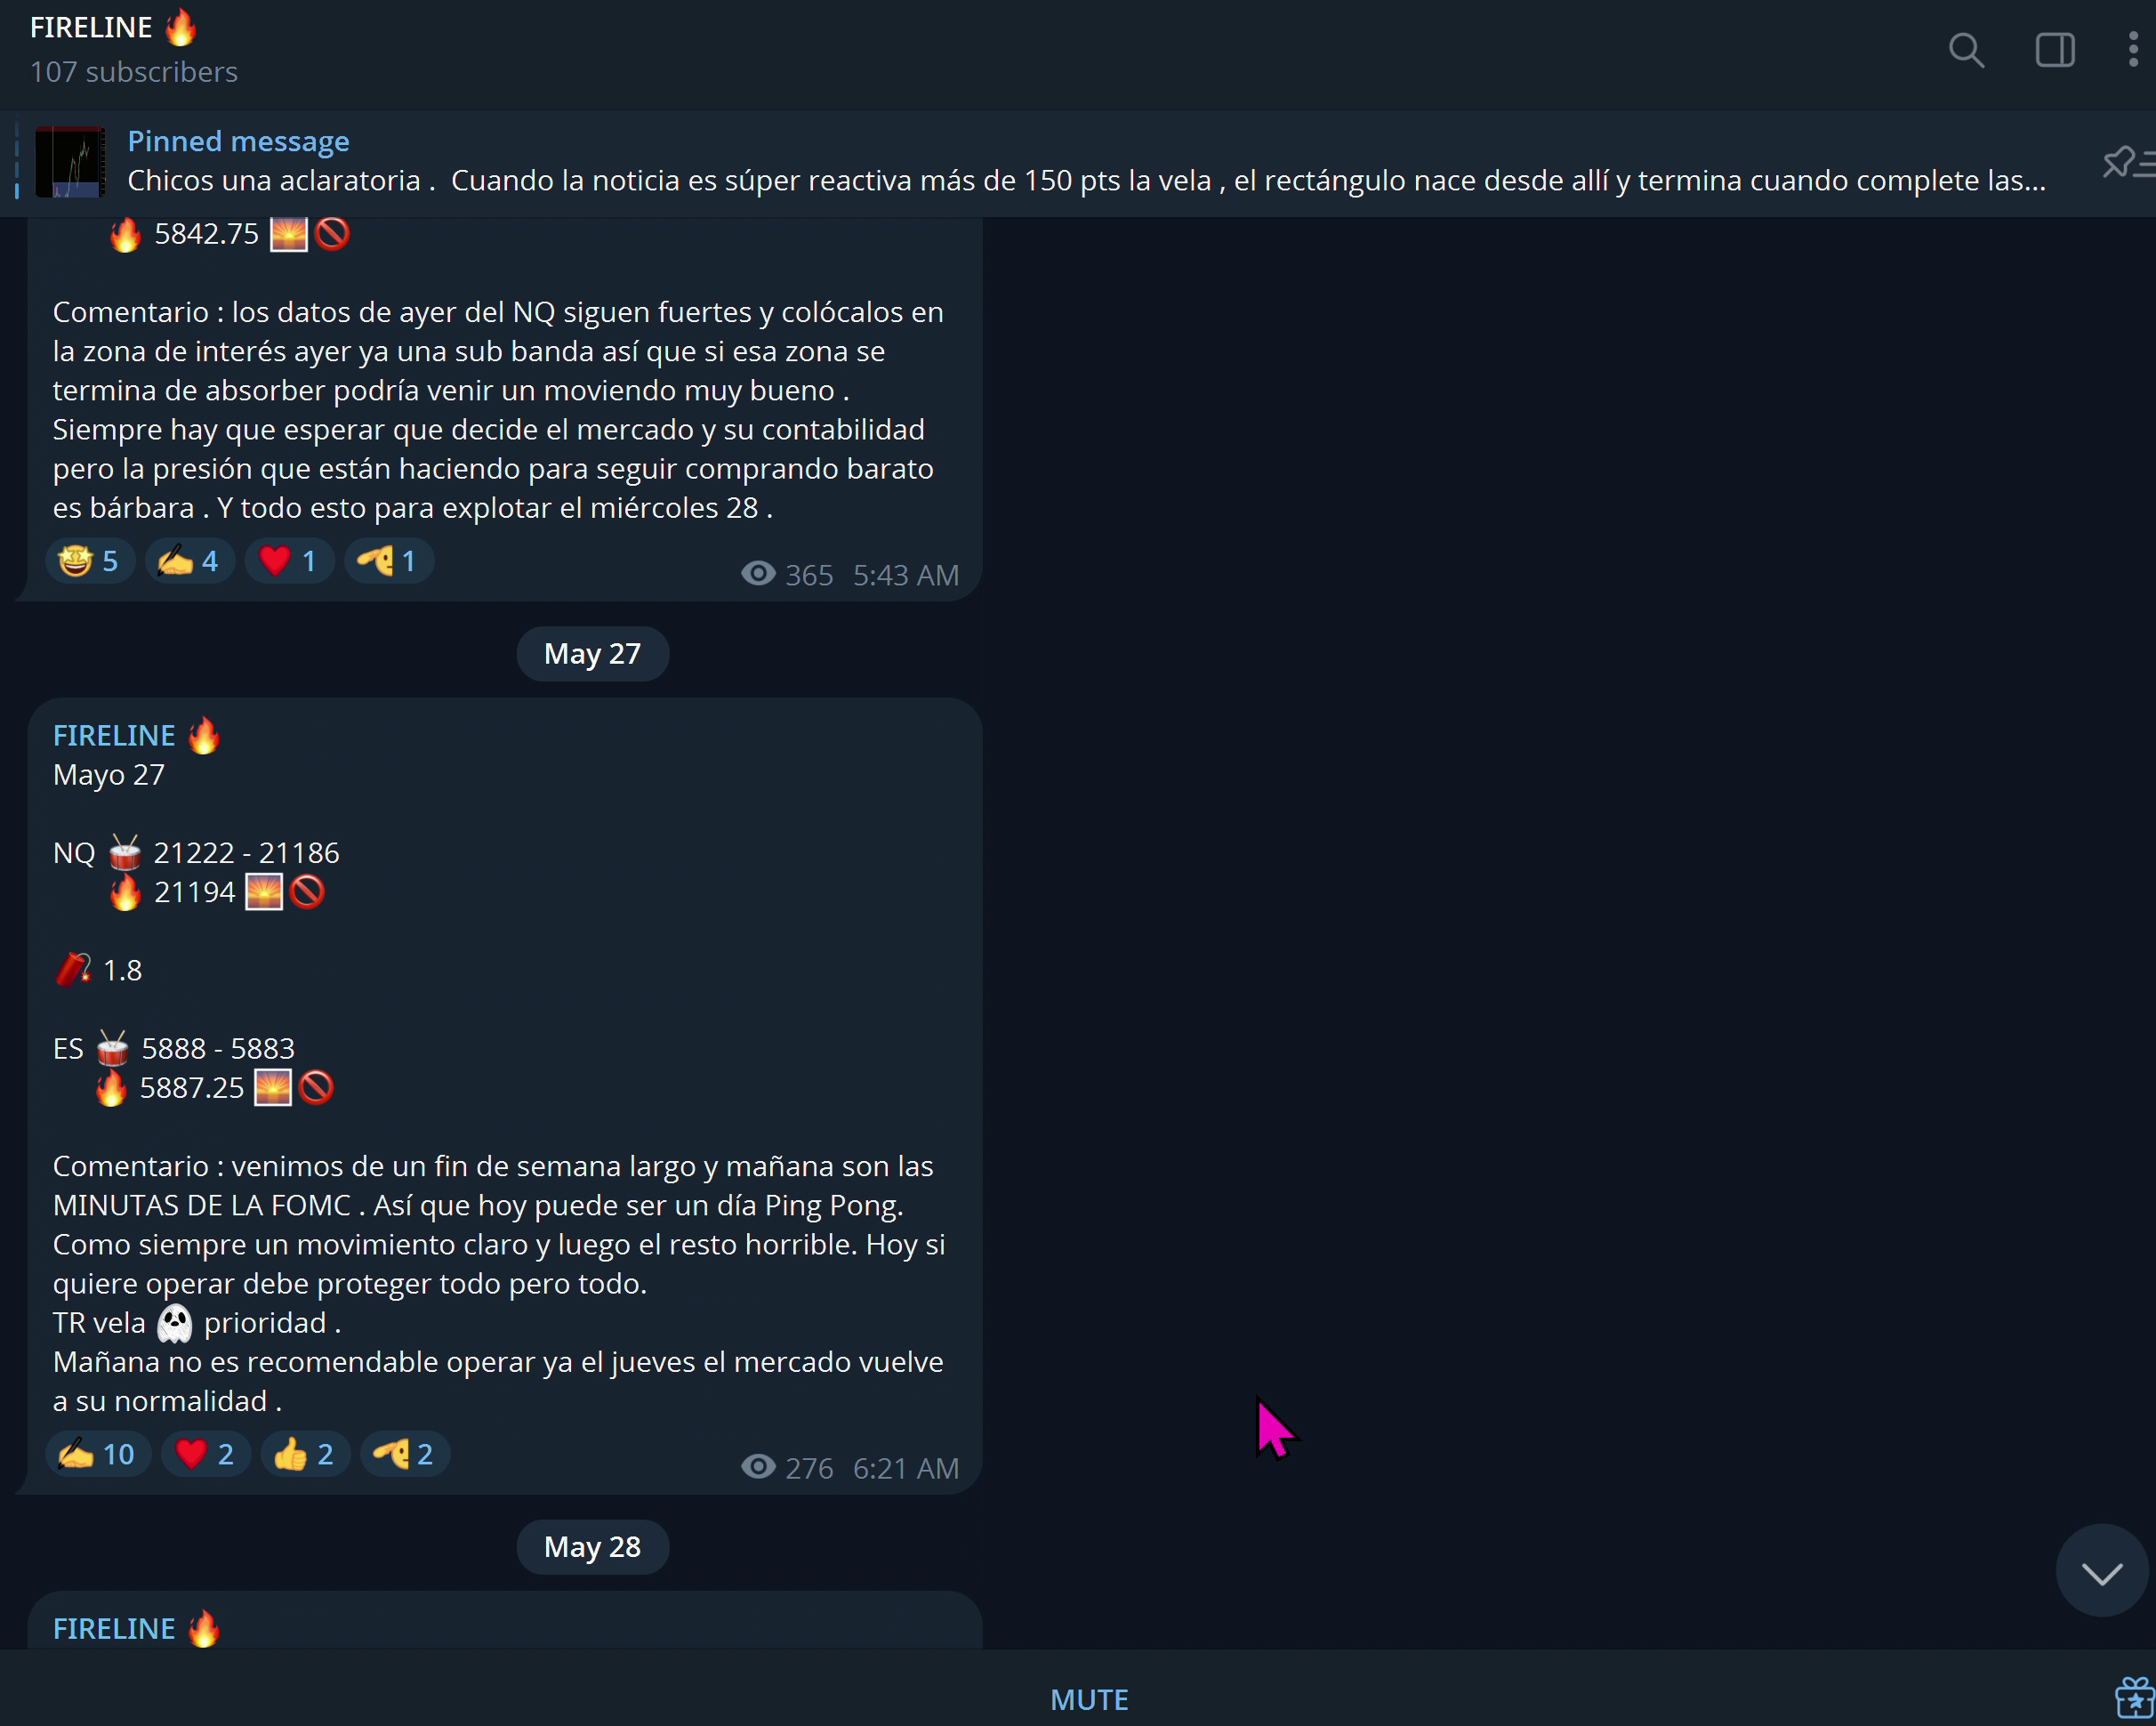 FIRELINE 🔥
107 subscribers
Pinned message
Chicos una aclaratoria .  Cuando la noticia es súper reactiva más de 150 pts la vela , el rectángulo nace desde allí y termina cuando complete las...
🔥 5842.75 🌅🚫
Comentario : los datos de ayer del NQ siguen fuertes y colócalos en
la zona de interés ayer ya una sub banda así que si esa zona se
termina de absorber podría venir un moviendo muy bueno .
Siempre hay que esperar que decide el mercado y su contabilidad
pero la presión que están haciendo para seguir comprando barato
es bárbara . Y todo esto para explotar el miércoles 28 .
🤩 5 ✍️ 4 ❤️ 1 🫡 1
365 5:43 AM
May 27
FIRELINE 🔥
Mayo 27
NQ 🥁 21222 - 21186
🔥 21194 🌅🚫
🧨 1.8
ES 🥁 5888 - 5883
🔥 5887.25 🌅🚫
Comentario : venimos de un fin de semana largo y mañana son las
MINUTAS DE LA FOMC . Así que hoy puede ser un día Ping Pong.
Como siempre un movimiento claro y luego el resto horrible. Hoy si
quiere operar debe proteger todo pero todo.
TR vela 👻 prioridad .
Mañana no es recomendable operar ya el jueves el mercado vuelve
a su normalidad .
✍️ 10 ❤️ 2 👍 2 🫡 2
276 6:21 AM
May 28
FIRELINE 🔥
MUTE